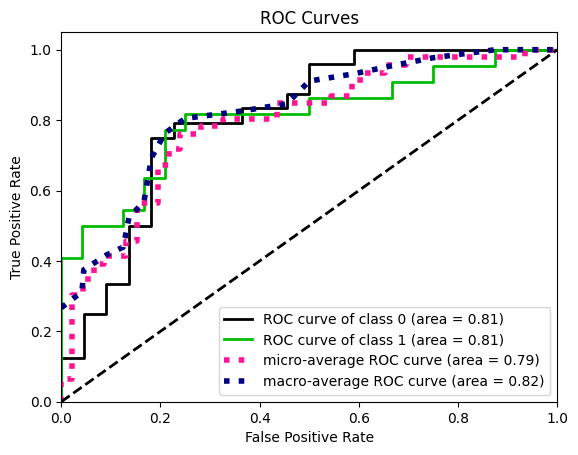 ROC Curves
1.0
0.8
0.6
0.4
0.2
0.0
True Positive Rate
ROC curve of class 0 (area = 0.81)
ROC curve of class 1 (area = 0.81)
micro-average ROC curve (area = 0.79)
macro-average ROC curve (area = 0.82)
0.0 0.2 0.4 0.6 0.8 1.0
False Positive Rate